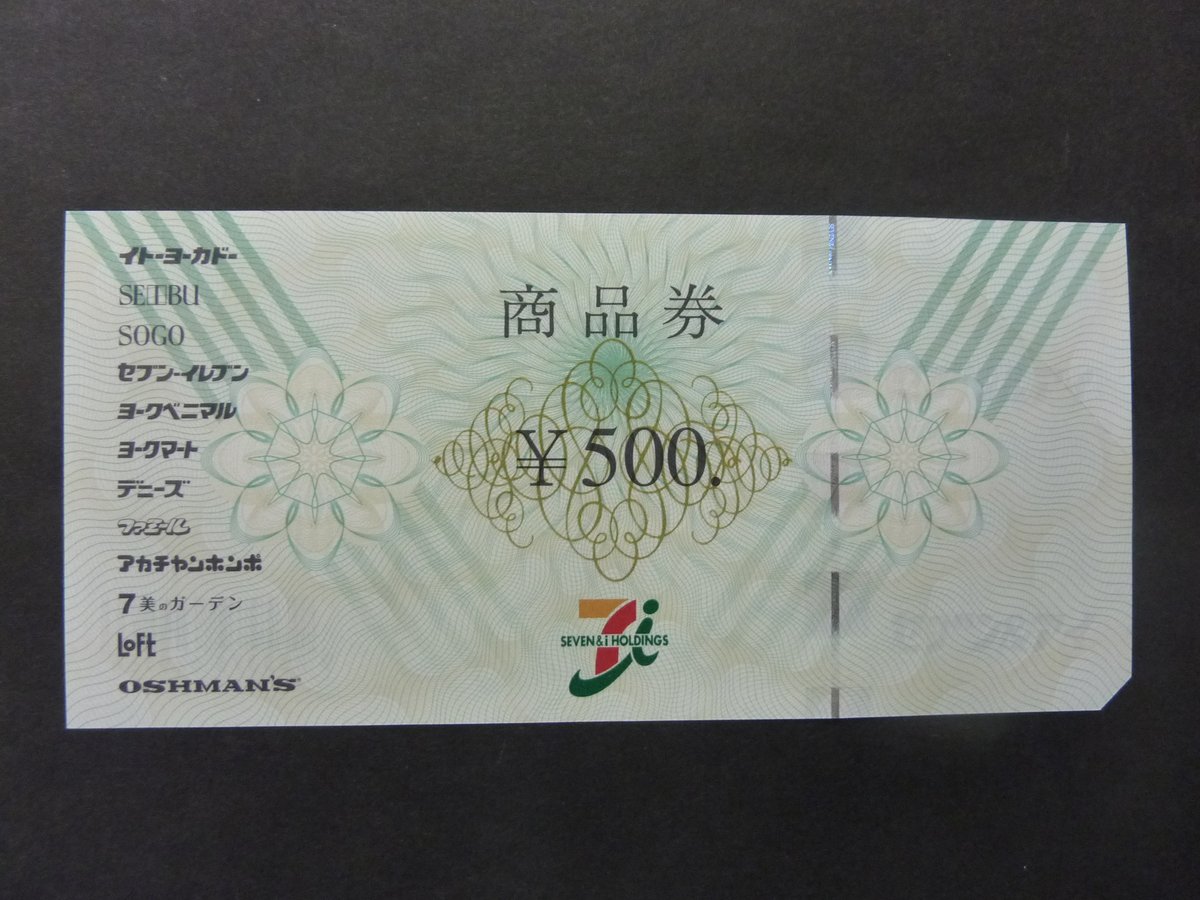 イトーヨーカドー
SEIBU
SOGO
セブン-イレブン
ヨークベニマル
ヨークマート
デニーズ
ファミール
アカチャンホンポ
7美のガーデン
LOFt
OSHMAN'S
商品券
￥500.
7i
SEVEN&i HOLDINGS